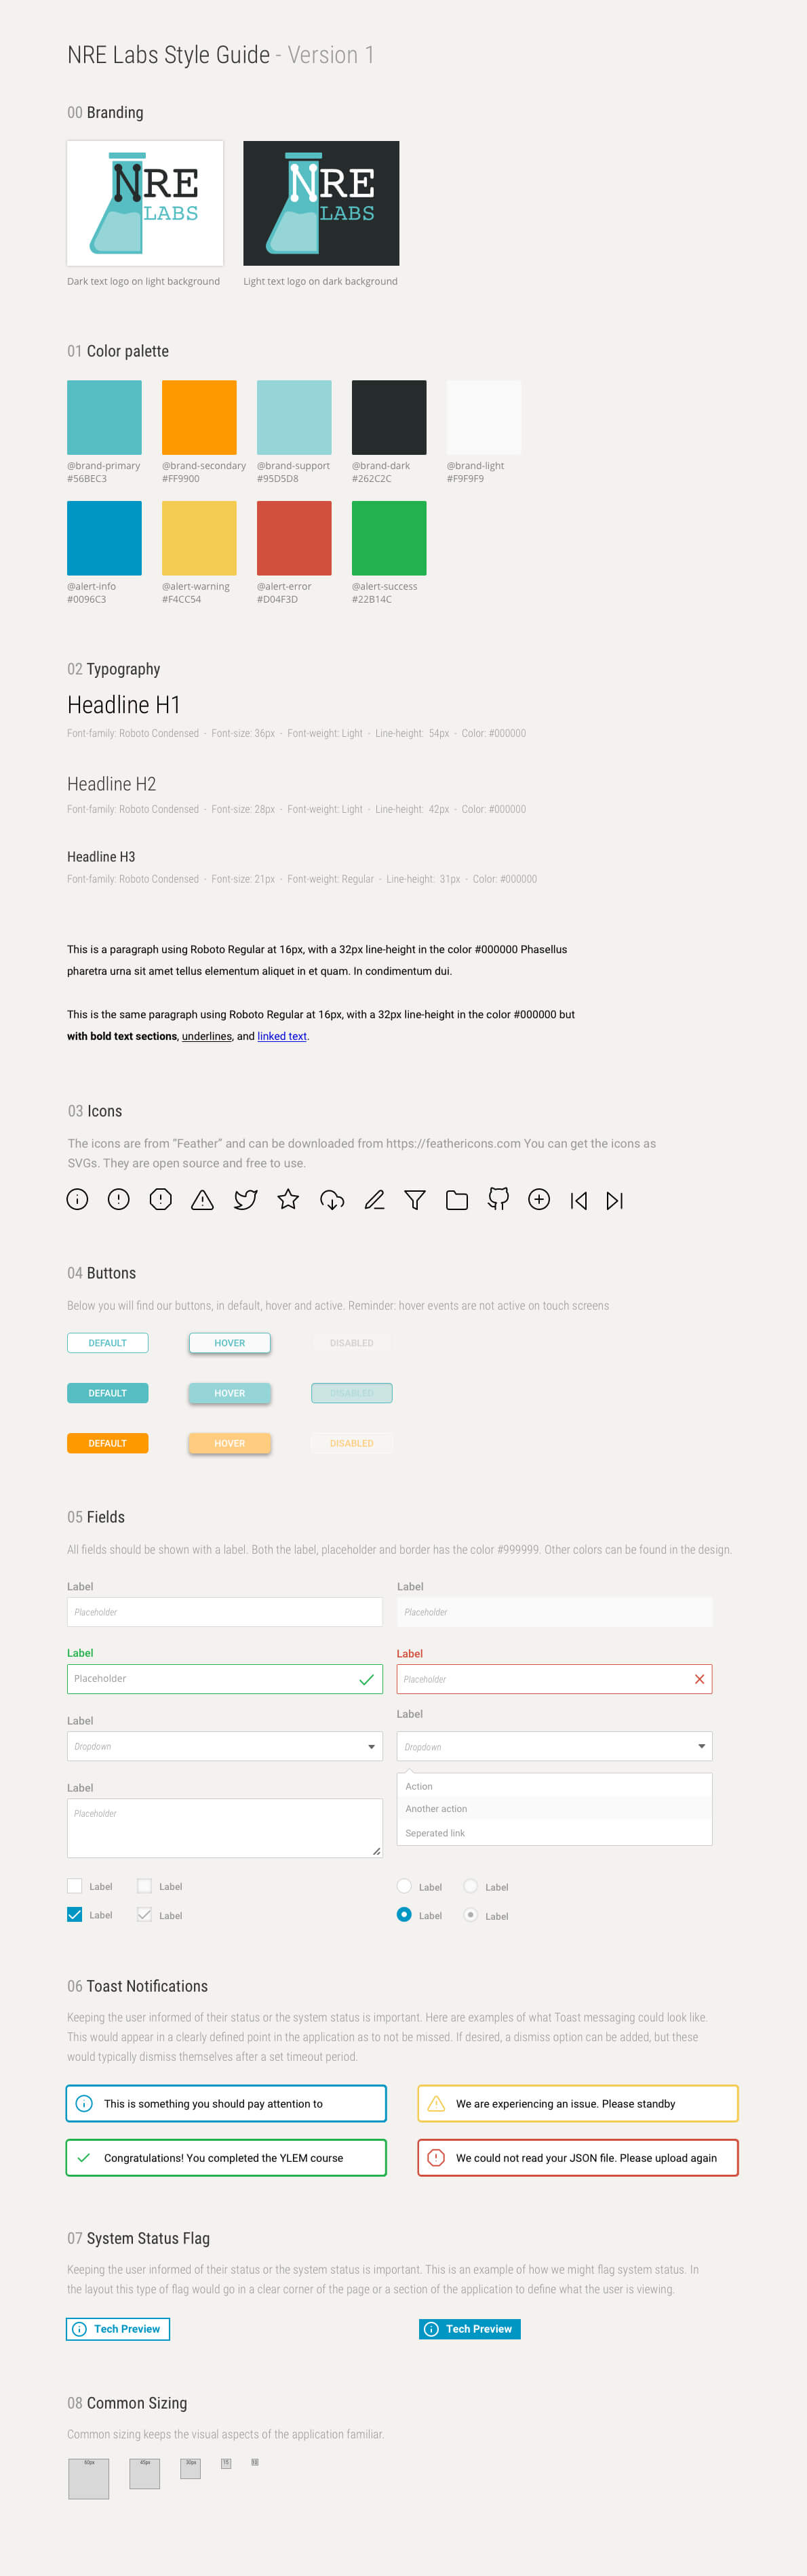 NRE Labs Style Guide - Version 1
00 Branding
NRE
LABS
NRE
LABS
Dark text logo on light background
Light text logo on dark background
01 Color palette
@brand-primary
#56BEC3
@brand-secondary
#FF9900
@brand-support
#95D5D8
@brand-dark
#262C2C
@brand-light
#F9F9F9
@alert-info
#0096C3
@alert-warning
#F4CC54
@alert-error
#D04F3D
@alert-success
#22B14C
02 Typography
Headline H1
Font-family: Roboto Condensed - Font-size: 36px - Font-weight: Light - Line-height: 54px - Color: #000000
Headline H2
Font-family: Roboto Condensed - Font-size: 28px - Font-weight: Light - Line-height: 42px - Color: #000000
Headline H3
Font-family: Roboto Condensed - Font-size: 21px - Font-weight: Regular - Line-height: 31px - Color: #000000
This is a paragraph using Roboto Regular at 16px, with a 32px line-height in the color #000000 Phasellus
pharetra urna sit amet tellus elementum aliquet in et quam. In condimentum dui.
This is the same paragraph using Roboto Regular at 16px, with a 32px line-height in the color #000000 but
with bold text sections, underlines, and linked text.
03 Icons
The icons are from “Feather” and can be downloaded from https://feathericons.com You can get the icons as
SVGs. They are open source and free to use.
04 Buttons
Below you will find our buttons, in default, hover and active. Reminder: hover events are not active on touch screens
DEFAULT
HOVER
DISABLED
DEFAULT
HOVER
DISABLED
DEFAULT
HOVER
DISABLED
05 Fields
All fields should be shown with a label. Both the label, placeholder and border has the color #999999. Other colors can be found in the design.
Label
Placeholder
Label
Placeholder
Label
Placeholder
Label
Placeholder
Label
Dropdown
Label
Dropdown
Action
Another action
Seperated link
Label
Placeholder
Label
Label
Label
Label
Label
Label
Label
Label
06 Toast Notifications
Keeping the user informed of their status or the system status is important. Here are examples of what Toast messaging could look like.
This would appear in a clearly defined point in the application as to not be missed. If desired, a dismiss option can be added, but these
would typically dismiss themselves after a set timeout period.
This is something you should pay attention to
We are experiencing an issue. Please standby
Congratulations! You completed the YLEM course
We could not read your JSON file. Please upload again
07 System Status Flag
Keeping the user informed of their status or the system status is important. This is an example of how we might flag system status. In
the layout this type of flag would go in a clear corner of the page or a section of the application to define what the user is viewing.
Tech Preview
Tech Preview
08 Common Sizing
Common sizing keeps the visual aspects of the application familiar.
60px
45px
30px
15